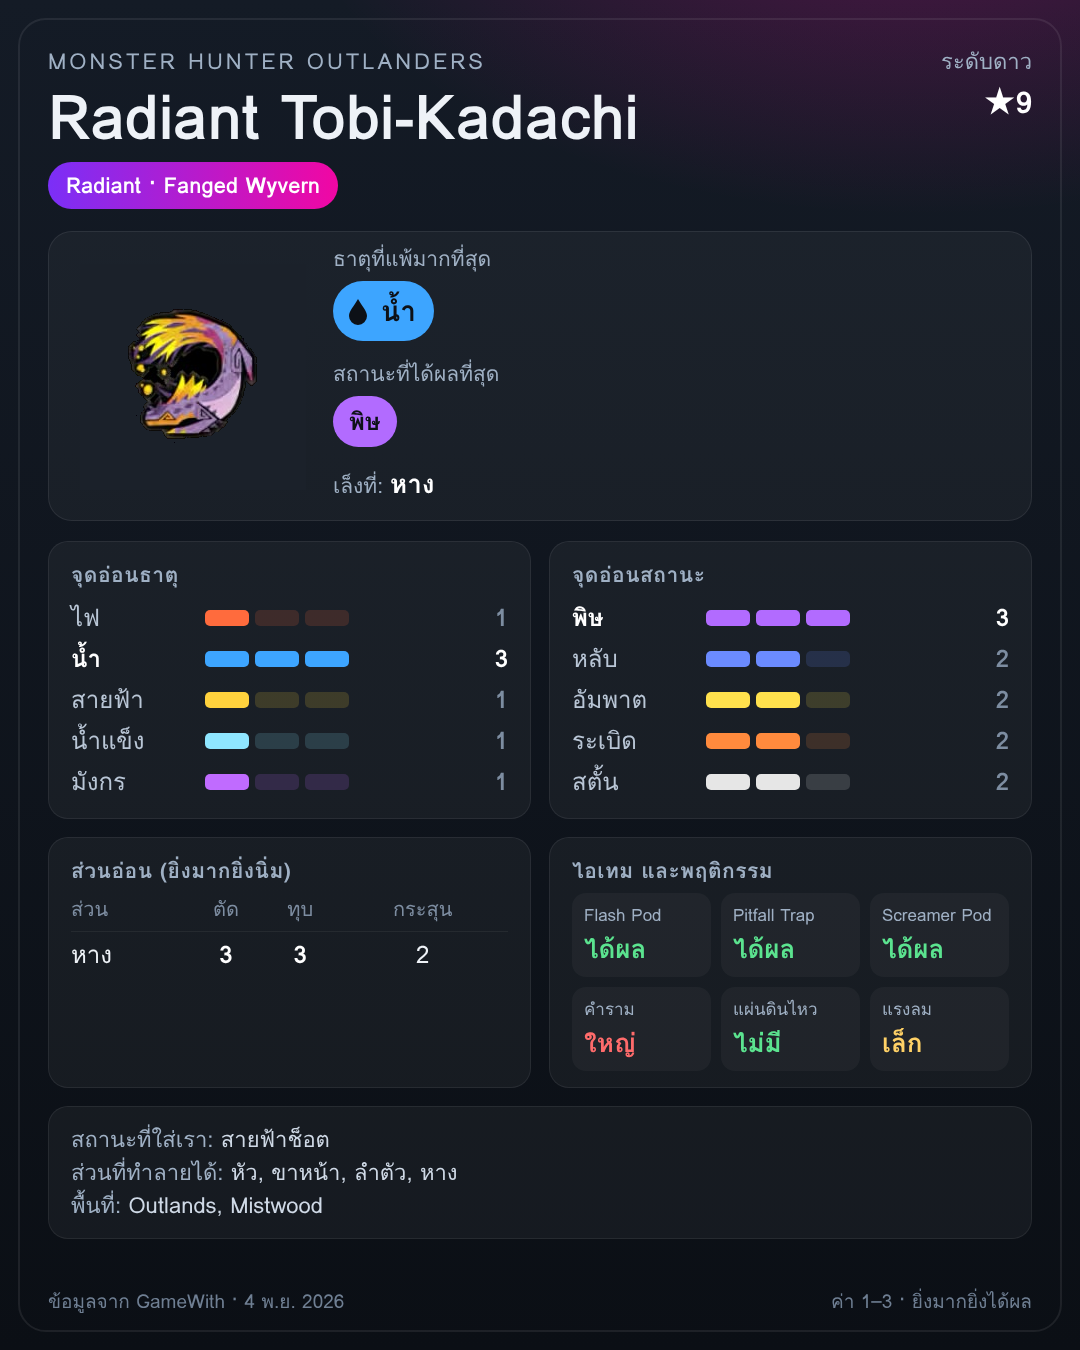 MONSTER HUNTER OUTLANDERS
ระดับดาว
Radiant Tobi-Kadachi
★9
Radiant · Fanged Wyvern
ธาตุที่แพ้มากที่สุด
น้ำ
สถานะที่ได้ผลที่สุด
พิษ
เล็งที่: หาง
จุดอ่อนธาตุ
ไฟ 1
น้ำ 3
สายฟ้า 1
น้ำแข็ง 1
มังกร 1
จุดอ่อนสถานะ
พิษ 3
หลับ 2
อัมพาต 2
ระเบิด 2
สตั้น 2
ส่วนอ่อน (ยิ่งมากยิ่งนิ่ม)
ส่วน ตัด ทุบ กระสุน
หาง 3 3 2
ไอเทม และพฤติกรรม
Flash Pod Pitfall Trap Screamer Pod
ได้ผล ได้ผล ได้ผล
คำราม แผ่นดินไหว แรงลม
ใหญ่ ไม่มี เล็ก
สถานะที่ใส่เรา: สายฟ้าช็อต
ส่วนที่ทำลายได้: หัว, ขาหน้า, ลำตัว, หาง
พื้นที่: Outlands, Mistwood
ข้อมูลจาก GameWith · 4 พ.ย. 2026
ค่า 1–3 · ยิ่งมากยิ่งได้ผล